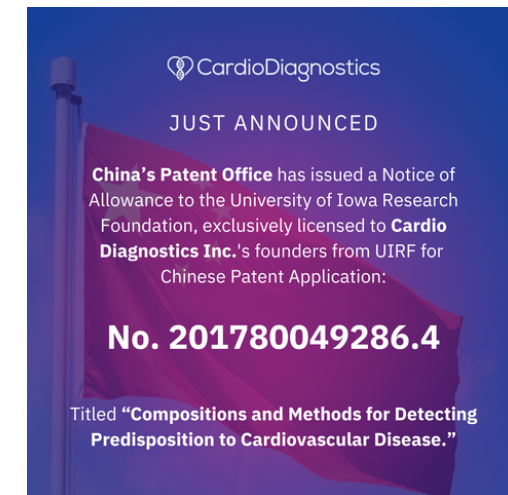 CardioDiagnostics
JUST ANNOUNCED
China's Patent Office has issued a Notice of
Allowance to the University of Iowa Research
Foundation, exclusively licensed to Cardio
Diagnostics Inc.'s founders from UIRF for
Chinese Patent Application:
No. 201780049286.4
Titled “Compositions and Methods for Detecting
Predisposition to Cardiovascular Disease.”